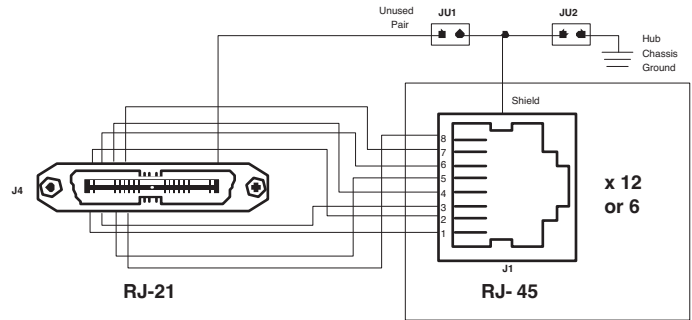 Unused
Pair
JU1
JU2
Hub
Chassis
Ground
Shield
8
7
6
5
4
3
2
1
J4
x 12
or 6
J1
RJ-21
RJ- 45